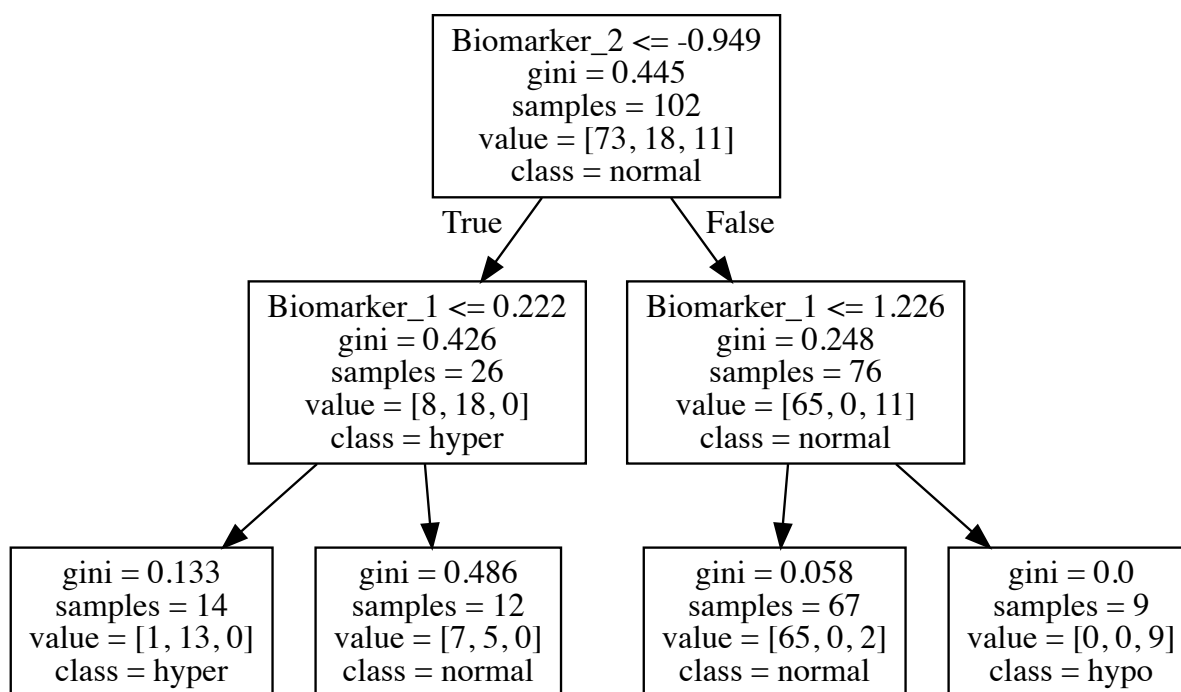 Biomarker_2 <= -0.949
gini = 0.445
samples = 102
value = [73, 18, 11]
class = normal
True
False
Biomarker_1 <= 0.222
gini = 0.426
samples = 26
value = [8, 18, 0]
class = hyper
Biomarker_1 <= 1.226
gini = 0.248
samples = 76
value = [65, 0, 11]
class = normal
gini = 0.133
samples = 14
value = [1, 13, 0]
class = hyper
gini = 0.486
samples = 12
value = [7, 5, 0]
class = normal
gini = 0.058
samples = 67
value = [65, 0, 2]
class = normal
gini = 0.0
samples = 9
value = [0, 0, 9]
class = hypo